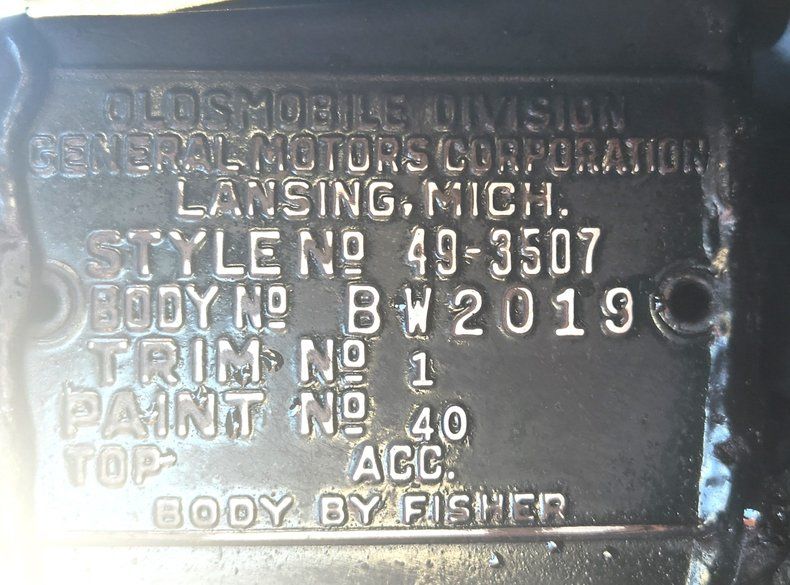 OLDSMOBILE DIVISION
GENERAL MOTORS CORPORATION
LANSING, MICH.
STYLE Nº 49-3507
BODY Nº BW2019
TRIM Nº 1
PAINT Nº 40
TOP ACC.
BODY BY FISHER